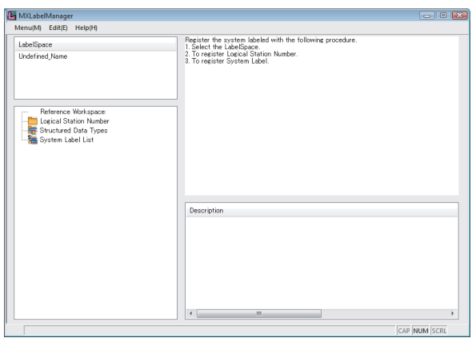 MXLabelManager
Menu(M) Edit(E) Help(H)
LabelSpace
Undefined_Name
Reference Workspace:
Logical Station Number
Structured Data Types
System Label List
Register the system labeled with the following procedure.
1. Select the LabelSpace.
2. To register Logical Station Number.
3. To register System Label.
Description
CAP NUM SCRL